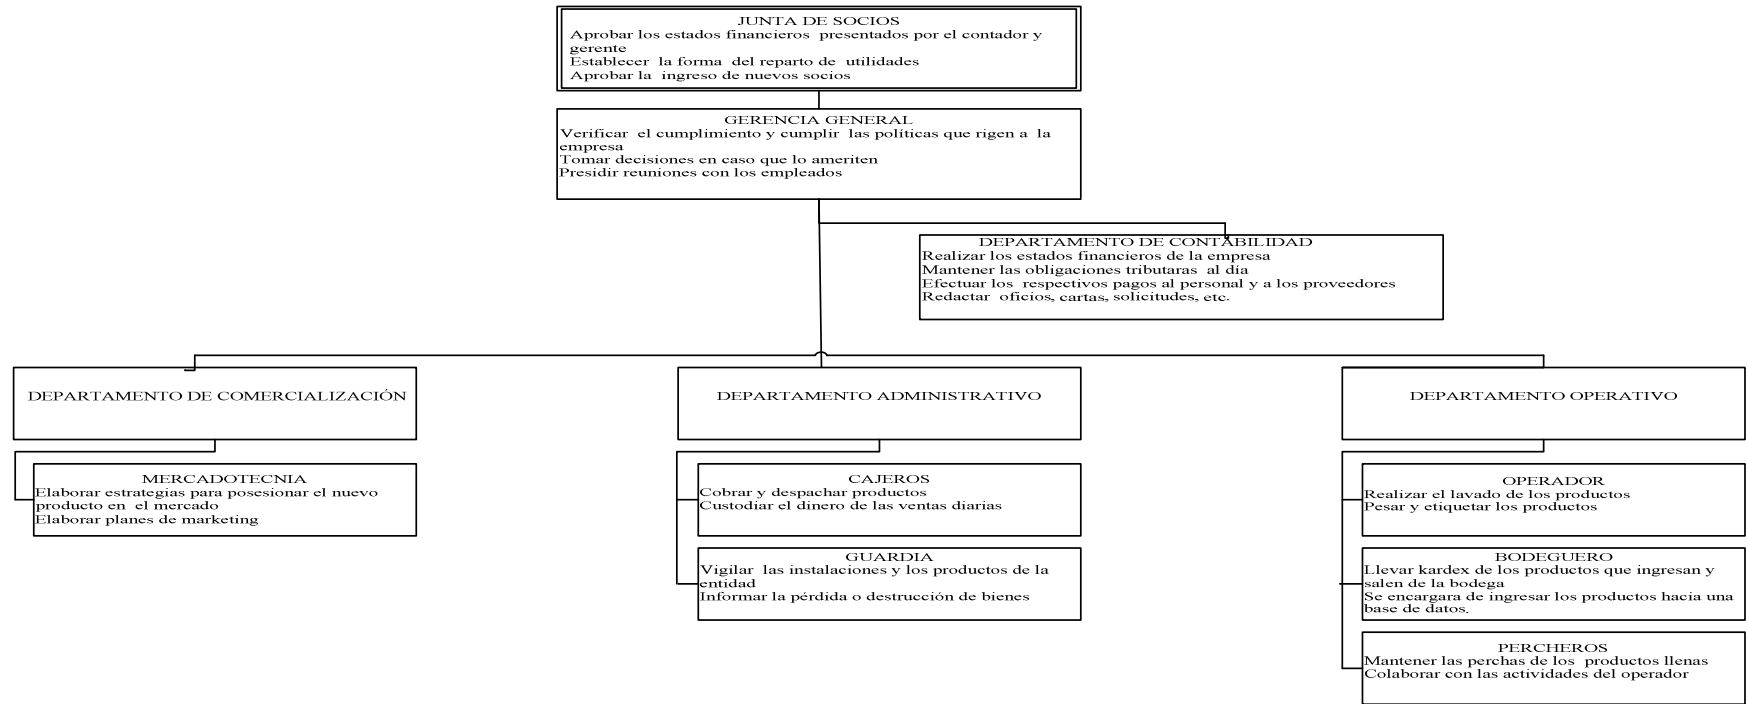 JUNTA DE SOCIOS
Aprobar los estados financieros presentados por el contador y
gerente
Establecer la forma del reparto de utilidades
Aprobar la ingreso de nuevos socios
GERENCIA GENERAL
Verificar el cumplimiento y cumplir las políticas que rigen a la
empresa
Tomar decisiones en caso que lo ameriten
Presidir reuniones con los empleados
DEPARTAMENTO DE CONTABILIDAD
Realizar los estados financieros de la empresa
Mantener las obligaciones tributaras al día
Efectuar los respectivos pagos al personal y a los proveedores
Redactar oficios, cartas, solicitudes, etc.
DEPARTAMENTO DE COMERCIALIZACIÓN
MERCADOTECNIA
Elaborar estrategias para posesionar el nuevo
producto en el mercado
Elaborar planes de marketing
DEPARTAMENTO ADMINISTRATIVO
CAJEROS
Cobrar y despachar productos
Custodiar el dinero de las ventas diarias
GUARDIA
Vigilar las instalaciones y los productos de la
entidad
Informar la pérdida o destrucción de bienes
DEPARTAMENTO OPERATIVO
OPERADOR
Realizar el lavado de los productos
Pesar y etiquetar los productos
BODEGUERO
Llevar kardex de los productos que ingresan y
salen de la bodega
Se encargara de ingresar los productos hacia una
base de datos.
PERCHEROS
Mantener las perchas de los productos llenas
Colaborar con las actividades del operador